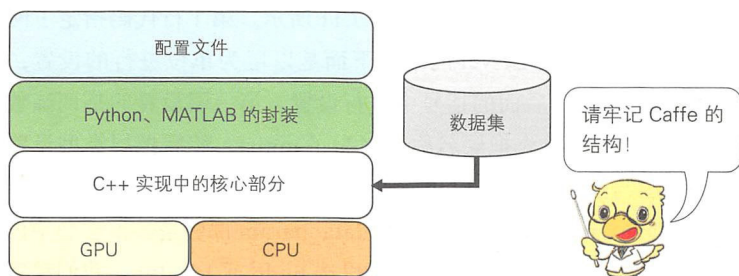 配置文件
Python、MATLAB 的封装
数据集
C++ 实现中的核心部分
GPU
CPU
请牢记 Caffe 的
结构！